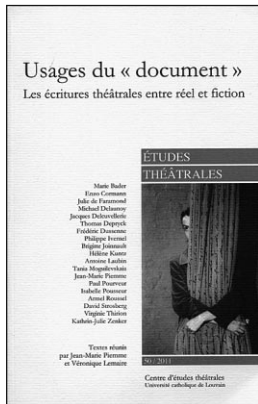 Usages du « document »
Les écritures théâtrales entre réel et fiction
ÉTUDES
THÉÂTRALES
Marie Bader
Enzo Cormann
Julie de Faramond
Michael Delaunoy
Jacques Delcuvellerie
Thomas Depryck
Frédéric Dussenne
Philippe Ivernel
Brigitte Joinnault
Hélène Kuntz
Antoine Laubin
Tania Moguilevskaia
Jean-Marie Piemme
Paul Pourveur
Isabelle Pousseur
Armel Roussel
David Strosberg
Virginie Thirion
Kathrin-Julie Zenker
Textes réunis
par Jean-Marie Piemme
et Véronique Lemaire
50 / 2011
Centre d'études théâtrales
Université catholique de Louvain